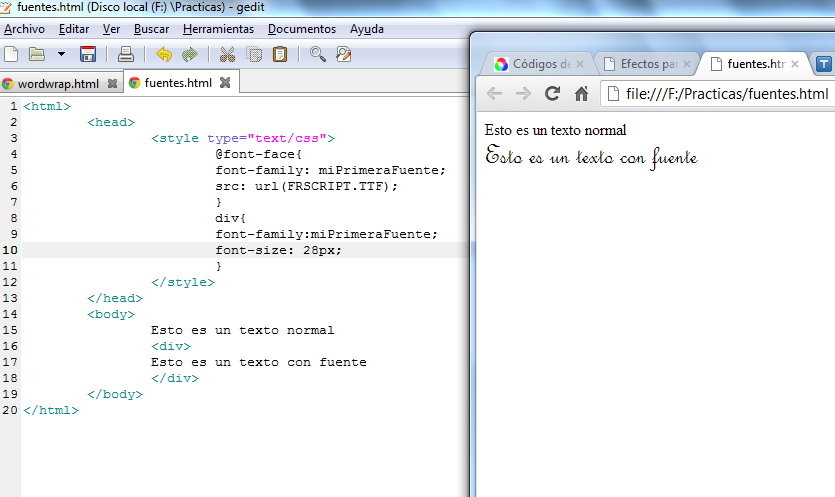 fuentes.html (Disco local (F:) \Practicas) - gedit
Archivo Editar Ver Buscar Herramientas Documentos Ayuda
wordwrap.html fuentes.html
1 <html>
2 <head>
3 <style type="text/css">
4 @font-face{
5 font-family: miPrimeraFuente;
6 src: url(FRSCRIPT.TTF);
7 }
8 div{
9 font-family:miPrimeraFuente;
10 font-size: 28px;
11 }
12 </style>
13 </head>
14 <body>
15 Esto es un texto normal
16 <div>
17 Esto es un texto con fuente
18 </div>
19 </body>
20 </html>
Códigos de Efectos par fuentes.htm T
file:///F:/Practicas/fuentes.html
Esto es un texto normal
Esto es un texto con fuente